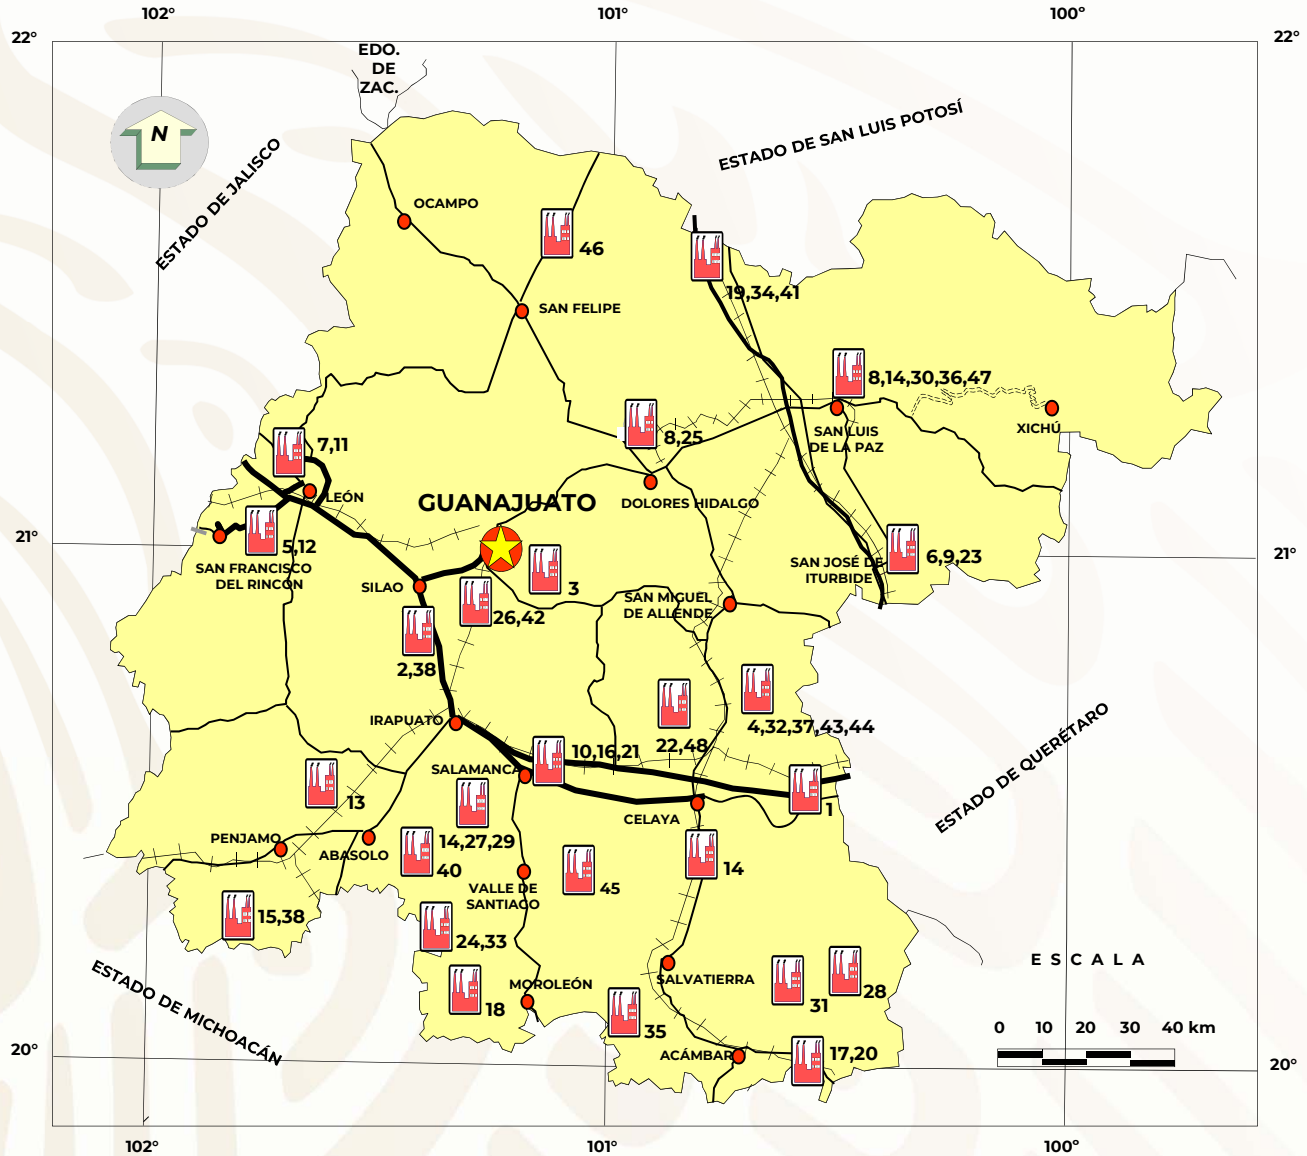 102°
101°
100°
22°
22°
EDO.
DE
ZAC.
N
ESTADO DE JALISCO
ESTADO DE SAN LUIS POTOSÍ
OCAMPO
46
19,34,41
SAN FELIPE
8,14,30,36,47
XICHÚ
SAN LUIS
DE LA PAZ
7,11
8,25
LEÓN
GUANAJUATO
DOLORES HIDALGO
21°
21°
5,12
SAN FRANCISCO
DEL RINCÓN
SILAO
3
SAN JOSÉ DE
ITURBIDE
6,9,23
26,42
SAN MIGUEL
DE ALLENDE
2,38
IRAPUATO
10,16,21
22,48
4,32,37,43,44
ESTADO DE QUERÉTARO
SALAMANCA
13
CELAYA
1
PENJAMO
ABASOLO
14,27,29
40
14
VALLE DE
SANTIAGO
45
15,38
24,33
ESTADO DE MICHOACÁN
MOROLEÓN
18
SALVATIERRA
31
28
E S C A L A
35
0 10 20 30 40 km
ACÁMBAR
17,20
20°
20°
102°
101°
100°